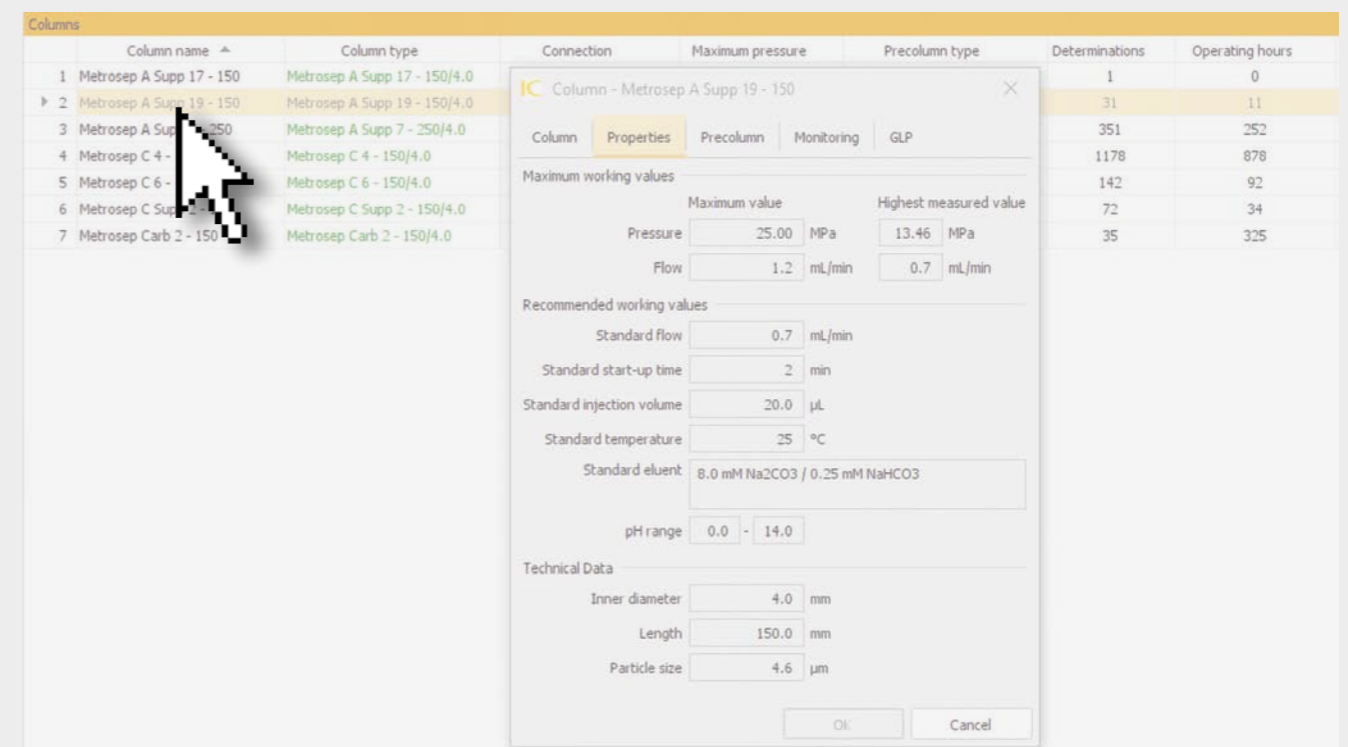 Columns
Column name Column type Connection Maximum pressure Precolumn type Determinations Operating hours
1 Metrosep A Supp 17 - 150 Metrosep A Supp 17 - 150/4.0 1 0
2 Metrosep A Supp 19 - 150 Metrosep A Supp 19 - 150/4.0 31 11
3 Metrosep A Sup - 250 Metrosep A Supp 7 - 250/4.0 351 252
4 Metrosep C 4 - Metrosep C 4 - 150/4.0 1178 878
5 Metrosep C 6 - Metrosep C 6 - 150/4.0 142 92
6 Metrosep C Sup Metrosep C Supp 2 - 150/4.0 72 34
7 Metrosep Carb 2 - 150 Metrosep Carb 2 - 150/4.0 35 325
IC Column - Metrosep A Supp 19 - 150
Column Properties Precolumn Monitoring GLP
Maximum working values
Maximum value Highest measured value
Pressure 25.00 MPa 13.46 MPa
Flow 1.2 mL/min 0.7 mL/min
Recommended working values
Standard flow 0.7 mL/min
Standard start-up time 2 min
Standard injection volume 20.0 µL
Standard temperature 25 °C
Standard eluent 8.0 mM Na2CO3 / 0.25 mM NaHCO3
pH range 0.0 - 14.0
Technical Data
Inner diameter 4.0 mm
Length 150.0 mm
Particle size 4.6 µm
OK Cancel